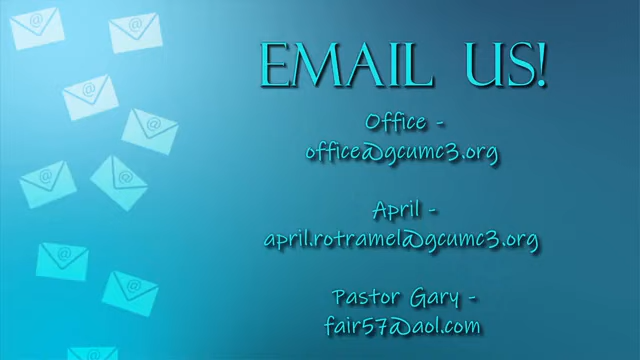 EMAIL US!
Office -
office@gcumc3.org
April -
april.rotramel@gcumc3.org
Pastor Gary -
fair57@aol.com